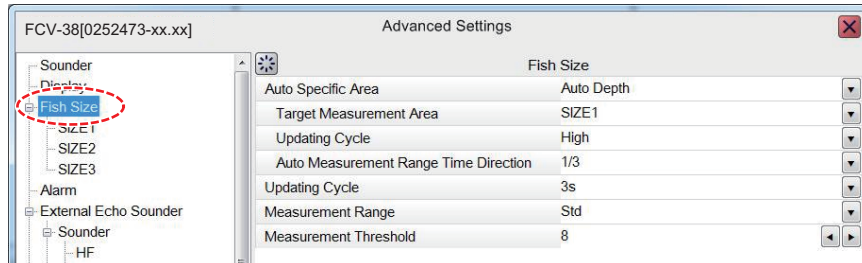 FCV-38[0252473-xx.xx]
Advanced Settings
Sounder
Display
Fish Size
SIZE1
SIZE2
SIZE3
Alarm
External Echo Sounder
Sounder
HF
Fish Size
Auto Specific Area Auto Depth
Target Measurement Area SIZE1
Updating Cycle High
Auto Measurement Range Time Direction 1/3
Updating Cycle 3s
Measurement Range Std
Measurement Threshold 8